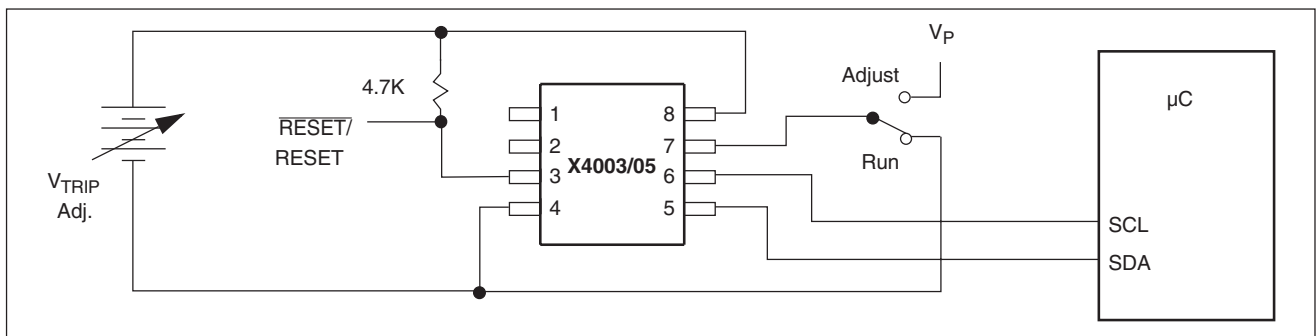 V_P
Adjust
µC
4.7K
1
8
RESET/
RESET
2
7
X4003/05
Run
3
6
V_TRIP
Adj.
4
5
SCL
SDA